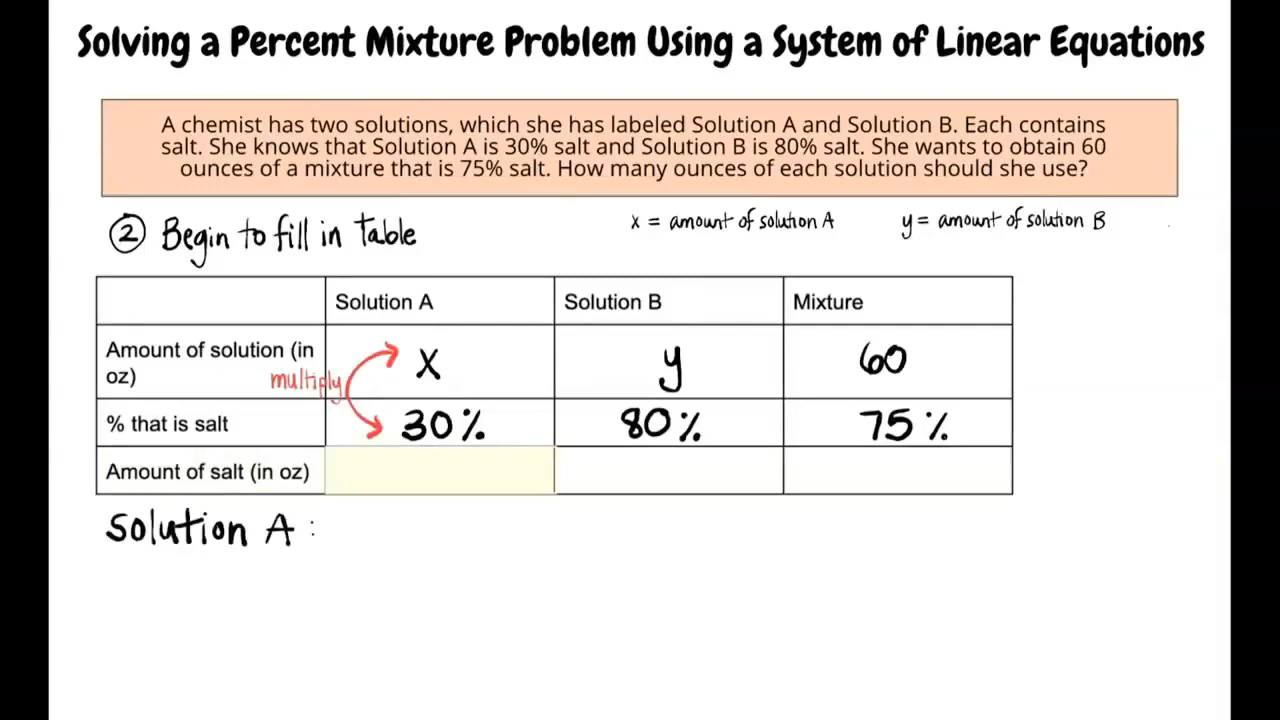 Solving a Percent Mixture Problem Using a System of Linear Equations
A chemist has two solutions, which she has labeled Solution A and Solution B. Each contains
salt. She knows that Solution A is 30% salt and Solution B is 80% salt. She wants to obtain 60
ounces of a mixture that is 75% salt. How many ounces of each solution should she use?
x = amount of solution A y = amount of solution B
2 Begin to fill in table
Solution A Solution B Mixture
Amount of solution (in
oz) x y 60
multiply
% that is salt 30% 80% 75%
Amount of salt (in oz)
Solution A :